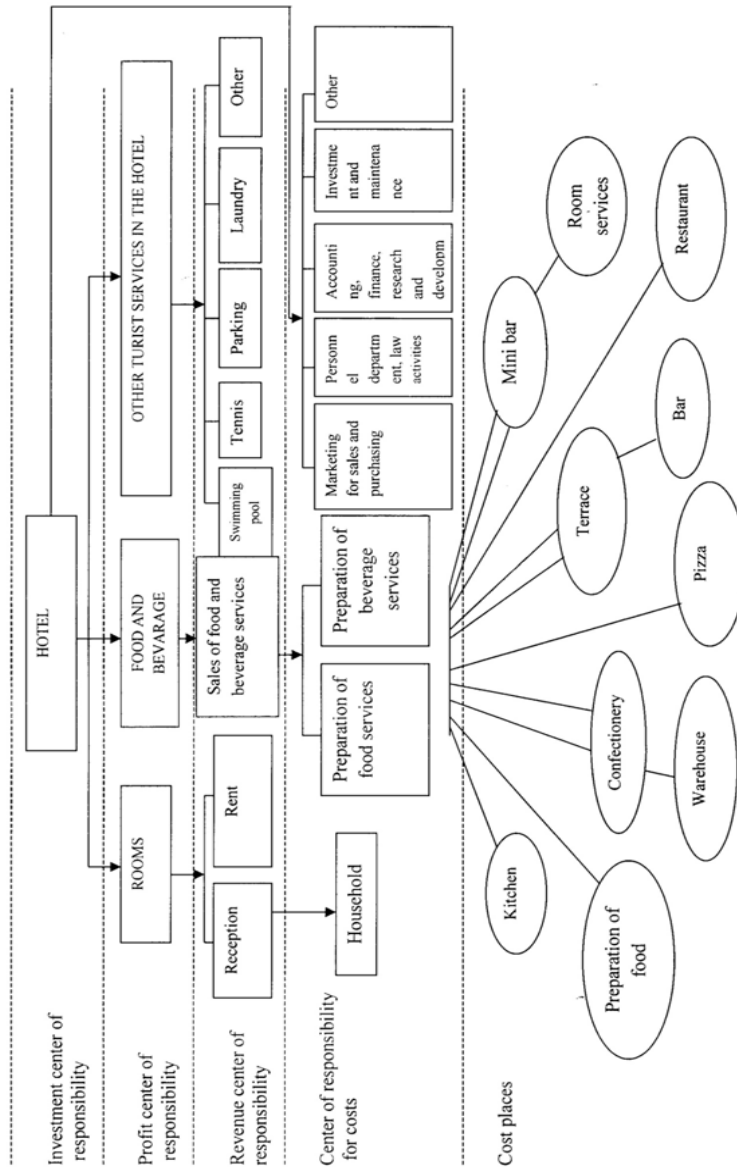 Investment center of
responsibility
HOTEL
Profit center of
responsibility
ROOMS
FOOD AND
BEVARAGE
OTHER TURIST SERVICES IN THE HOTEL
Revenue center of
responsibility
Reception
Rent
Sales of food and
beverage services
Swimming
pool
Tennis
Parking
Laundry
Other
Center of responsibility
for costs
Household
Preparation of
food services
Preparation of
beverage
services
Marketing
for sales and
purchasing
Personn
el
departm
ent, law
activities
Accounti
ng,
finance,
research
and
developm
Investme
nt and
maintena
nce
Other
Cost places
Kitchen
Preparation of
food
Confectionery
Warehouse
Pizza
Terrace
Bar
Mini bar
Room
services
Restaurant